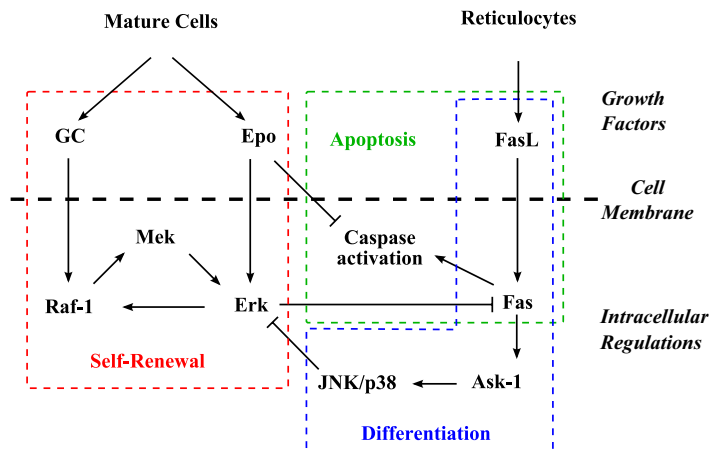 Mature Cells
Reticulocytes
Growth
Factors
GC
Epo
Apoptosis
FasL
Cell
Membrane
Mek
Caspase
activation
Raf-1
Erk
Fas
Intracellular
Regulations
Self-Renewal
JNK/p38
Ask-1
Differentiation